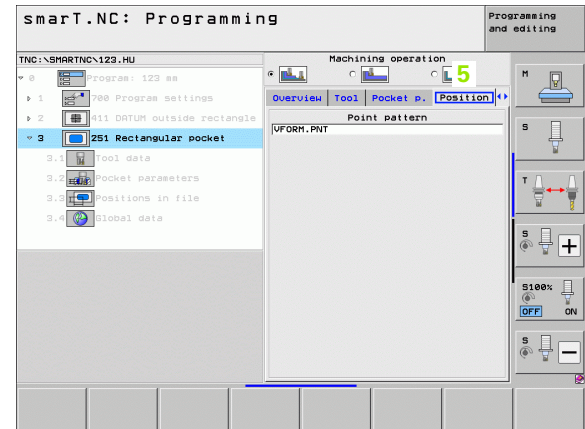 smarT.NC: Programming
Programming
and editing
TNC:\SMARTNC\123.HU
0 Program: 123 mm
1 700 Program settings
2 411 DATUM outside rectangle
3 251 Rectangular pocket
3.1 Tool data
3.2 Pocket parameters
3.3 Positions in file
3.4 Global data
Machining operation
5
Overview Tool Pocket p. Position
Point pattern
VFORM.PNT
M
S
T
S
S100%
OFF ON
S